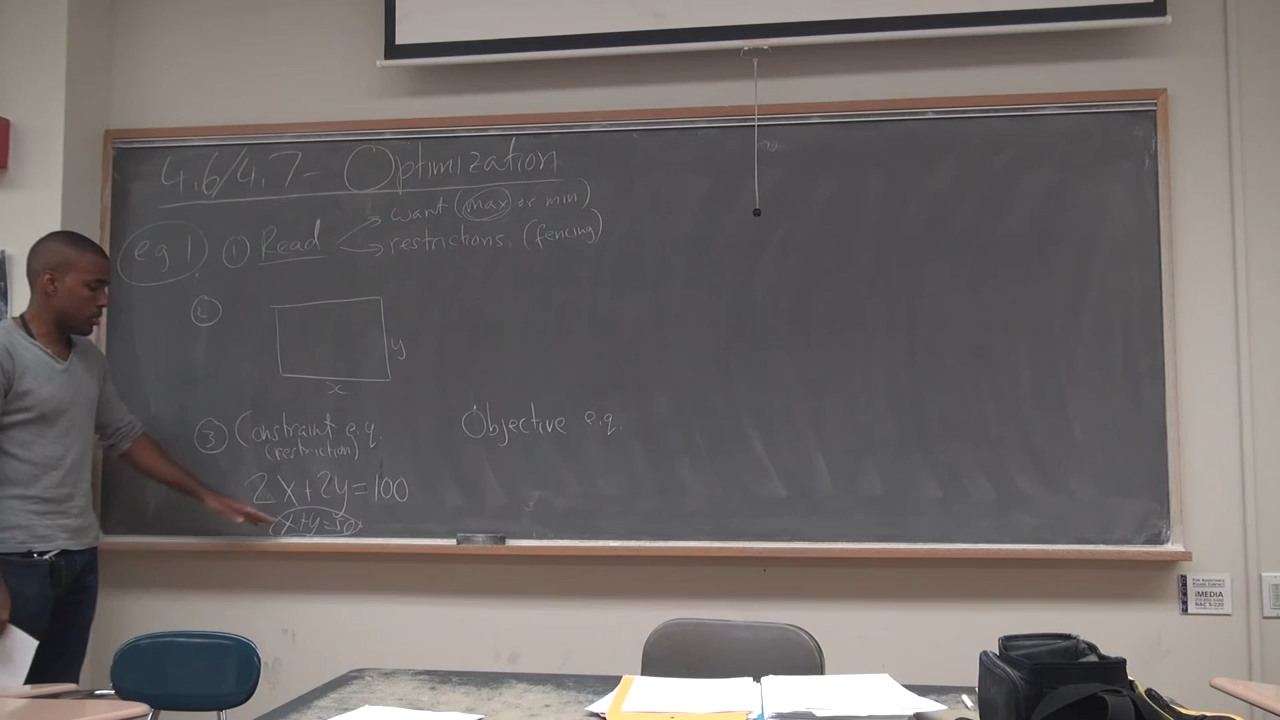 4.6/4.7- Optimization
eg 1 ① Read want (max or min)
restrictions. (fencing)
②
y
x
③ Constraint e.q.
(restriction)
Objective e.q.
2x+2y=100
x+y=50
iMEDIA